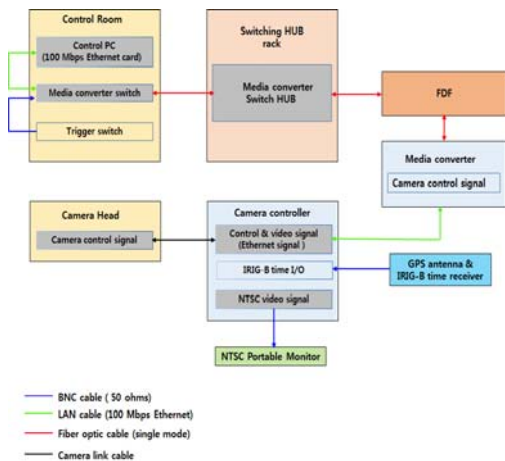 Control Room
Control PC
(100 Mbps Ethernet card)
Media converter switch
Trigger switch
Switching HUB
rack
Media converter
Switch HUB
FDF
Media converter
Camera control signal
Camera Head
Camera control signal
Camera controller
Control & video signal
(Ethernet signal )
IRIG-B time I/O
NTSC video signal
GPS antenna &
IRIG-B time receiver
NTSC Portable Monitor
BNC cable ( 50 ohms)
LAN cable (100 Mbps Ethernet)
Fiber optic cable (single mode)
Camera link cable